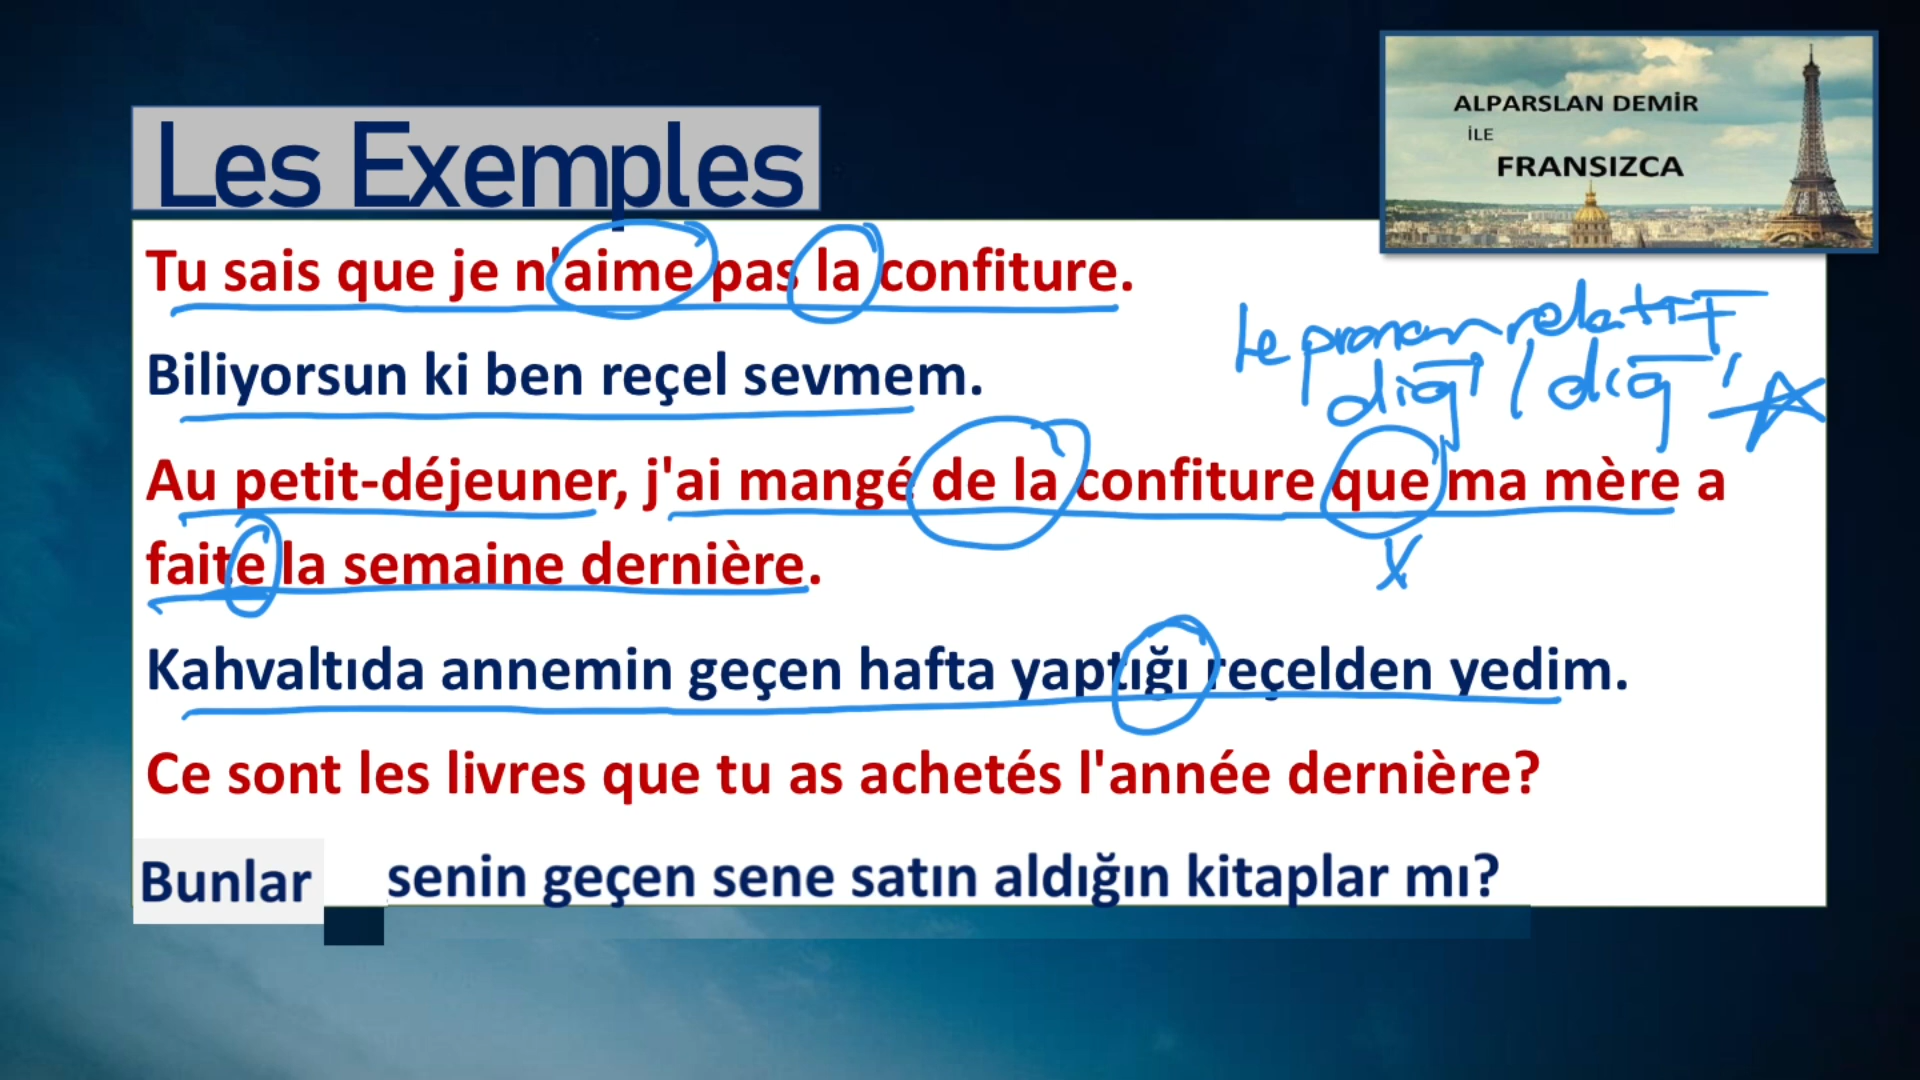 Les Exemples
ALPARSLAN DEMİR
İLE
FRANSIZCA
Tu sais que je n'aime pas la confiture.
Le pronom relatif
Biliyorsun ki ben reçel sevmem.
diği / dığı
Au petit-déjeuner, j'ai mangé de la confiture que ma mère a
faite la semaine dernière.
Kahvaltıda annemin geçen hafta yaptığı reçelden yedim.
Ce sont les livres que tu as achetés l'année dernière?
Bunlar senin geçen sene satın aldığın kitaplar mı?